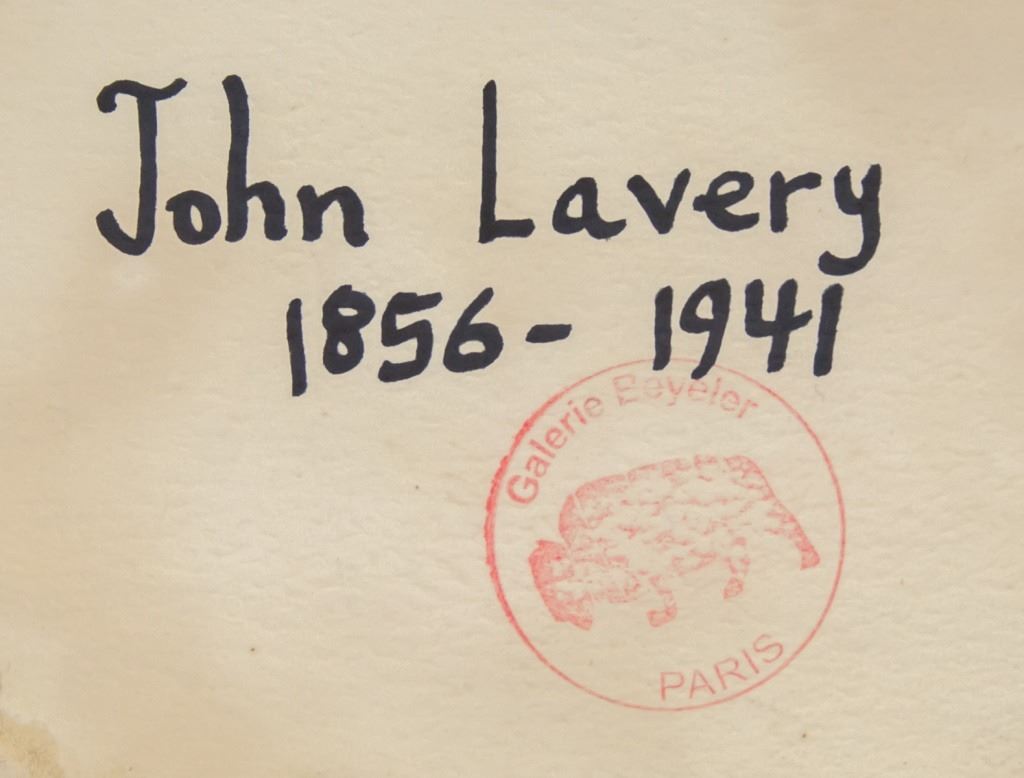 John Lavery
1856- 1941
Galerie Beyeler
PARIS